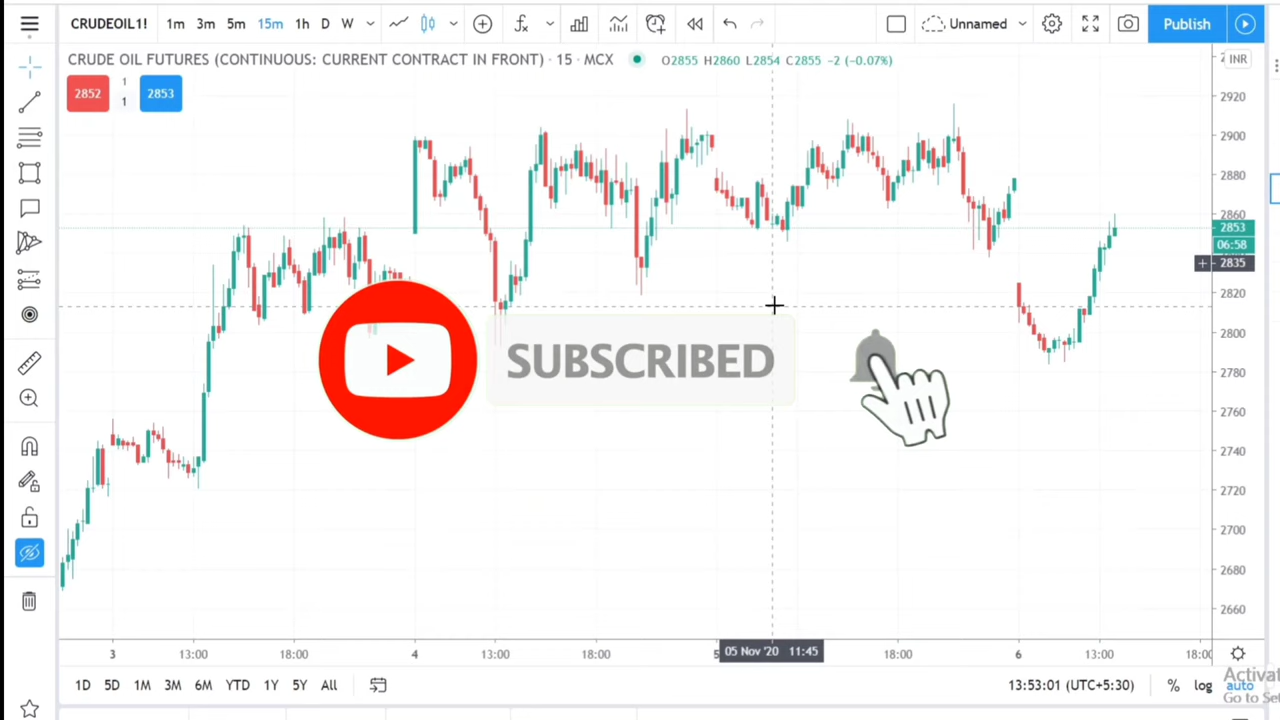 CRUDEOIL1! 1m 3m 5m 15m 1h D W Unnamed Publish
CRUDE OIL FUTURES (CONTINUOUS: CURRENT CONTRACT IN FRONT) · 15 · MCX O2855 H2860 L2854 C2855 -2 (-0.07%) INR
2852 1 1 2853
2920
2900
2880
2860
2853
06:58
2835
2820
2800
2780
2760
2740
2720
2700
2680
2660
SUBSCRIBED
3 13:00 18:00 4 13:00 18:00 5 05 Nov '20 11:45 18:00 6 13:00 18:00
1D 5D 1M 3M 6M YTD 1Y 5Y All 13:53:01 (UTC+5:30) % log auto